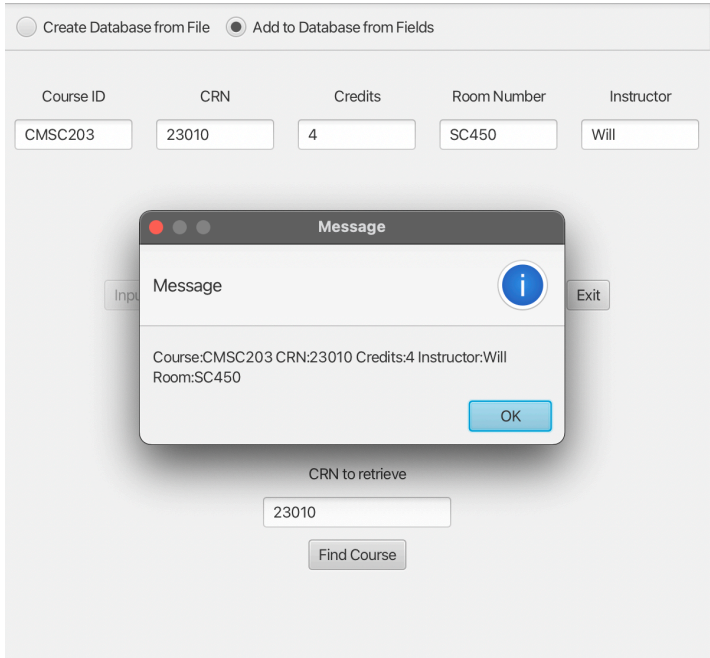 Create Database from File Add to Database from Fields
Course ID CRN Credits Room Number Instructor
CMSC203 23010 4 SC450 Will
Message
Message
Exit
Course:CMSC203 CRN:23010 Credits:4 Instructor:Will
Room:SC450
OK
CRN to retrieve
23010
Find Course